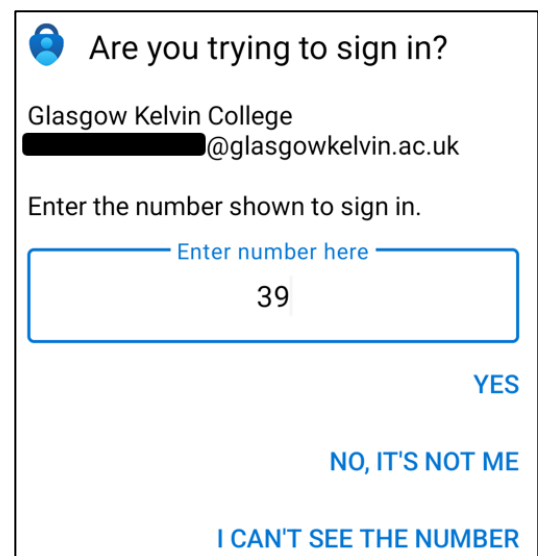 Are you trying to sign in?
Glasgow Kelvin College
@glasgowkelvin.ac.uk
Enter the number shown to sign in.
Enter number here
39
YES
NO, IT'S NOT ME
I CAN'T SEE THE NUMBER